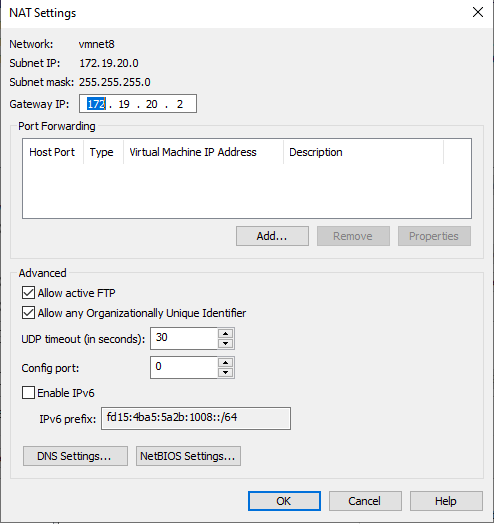 NAT Settings
Network: vmnet8
Subnet IP: 172.19.20.0
Subnet mask: 255.255.255.0
Gateway IP: 172 . 19 . 20 . 2
Port Forwarding
Host Port Type Virtual Machine IP Address Description
Add... Remove Properties
Advanced
Allow active FTP
Allow any Organizationally Unique Identifier
UDP timeout (in seconds): 30
Config port: 0
Enable IPv6
IPv6 prefix: fd15:4ba5:5a2b:1008::/64
DNS Settings... NetBIOS Settings...
OK Cancel Help